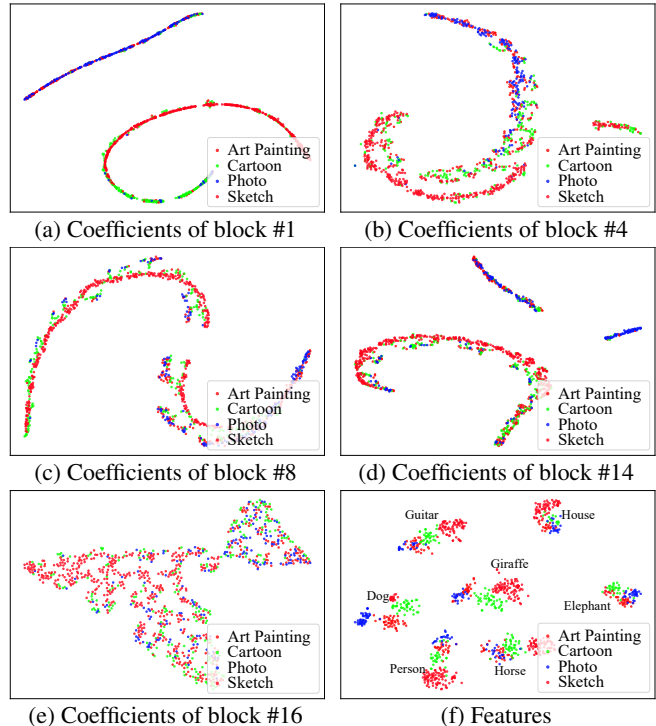 Art Painting
Cartoon
Photo
Sketch
(a) Coefficients of block #1
Art Painting
Cartoon
Photo
Sketch
(b) Coefficients of block #4
Art Painting
Cartoon
Photo
Sketch
(c) Coefficients of block #8
Art Painting
Cartoon
Photo
Sketch
(d) Coefficients of block #14
Art Painting
Cartoon
Photo
Sketch
(e) Coefficients of block #16
Guitar
House
Giraffe
Dog
Elephant
Person
Horse
Art Painting
Cartoon
Photo
Sketch
(f) Features